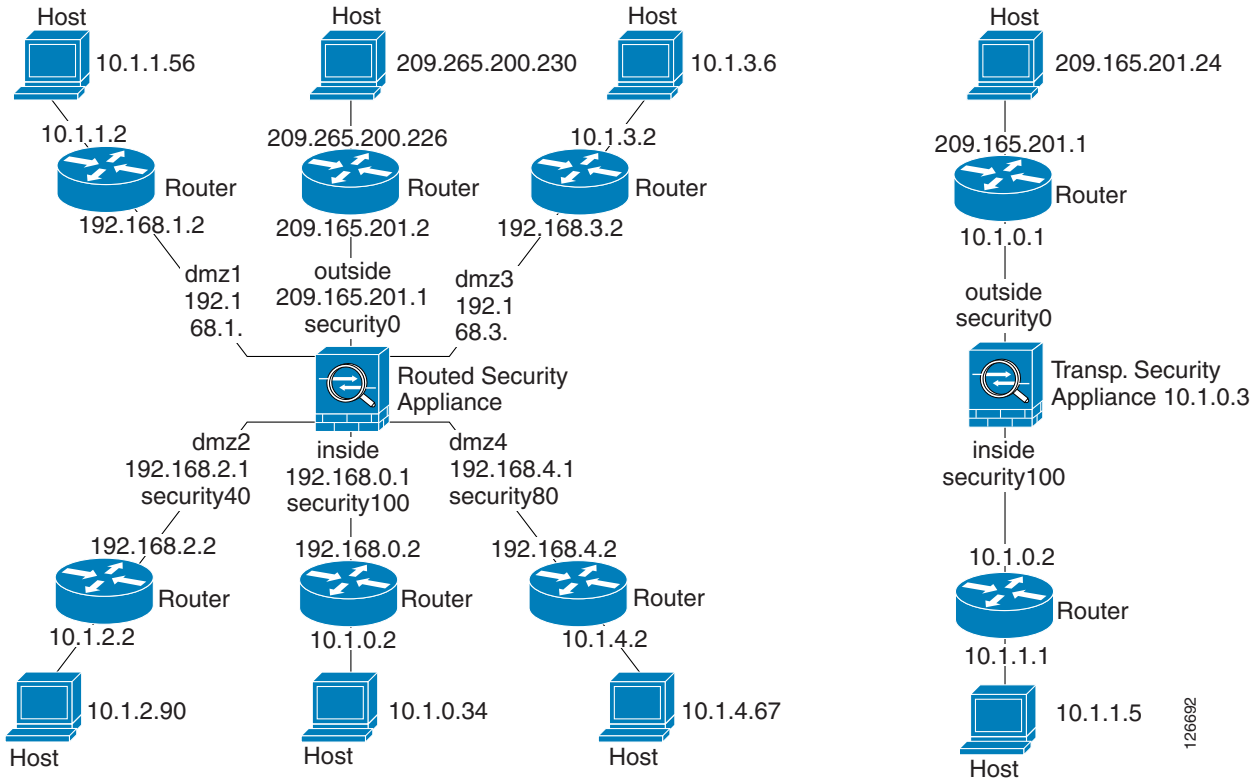 Host
10.1.1.56
10.1.1.2
Router
192.168.1.2
dmz1
192.1
68.1.
Host
209.265.200.230
209.265.200.226
Router
209.165.201.2
outside
209.165.201.1
security0
Host
10.1.3.6
10.1.3.2
Router
192.168.3.2
dmz3
192.1
68.3.
Routed Security
Appliance
dmz2
192.168.2.1
security40
192.168.2.2
Router
10.1.2.2
10.1.2.90
Host
inside
192.168.0.1
security100
192.168.0.2
Router
10.1.0.2
10.1.0.34
Host
dmz4
192.168.4.1
security80
192.168.4.2
Router
10.1.4.2
10.1.4.67
Host
Host
209.165.201.24
209.165.201.1
Router
10.1.0.1
outside
security0
Transp. Security
Appliance 10.1.0.3
inside
security100
10.1.0.2
Router
10.1.1.1
10.1.1.5
Host
126692